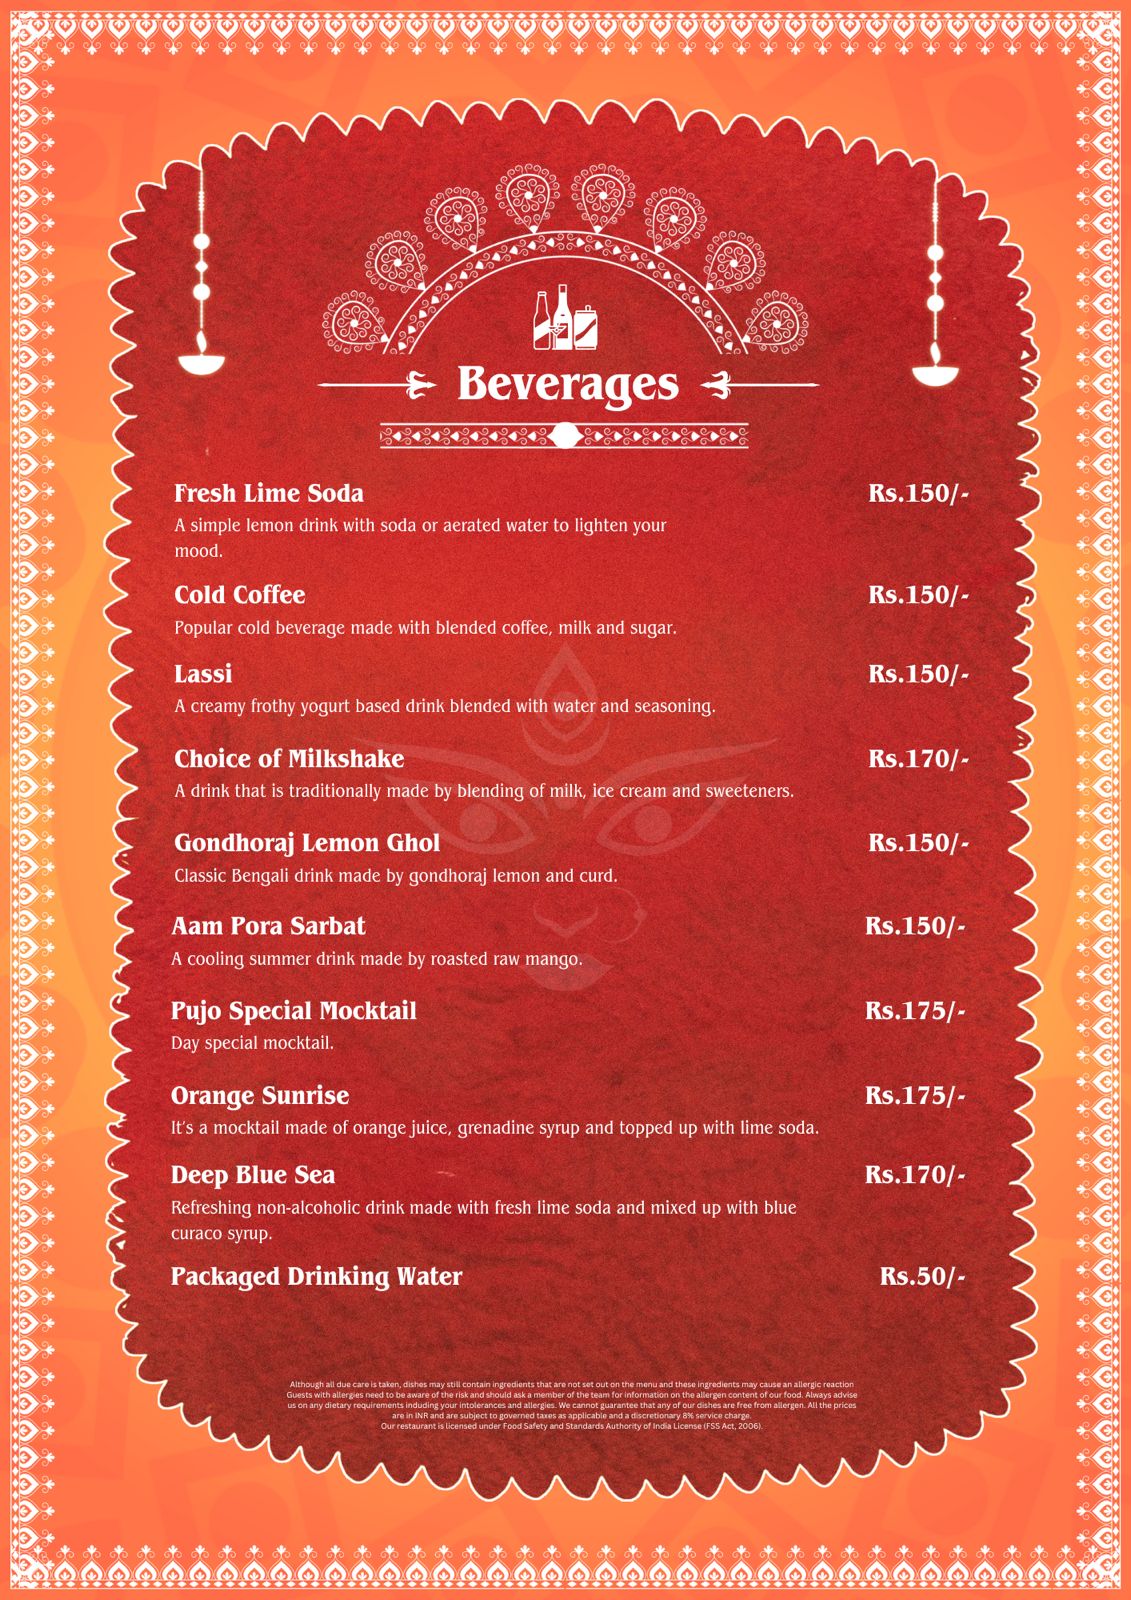 Beverages
Fresh Lime Soda Rs.150/-
A simple lemon drink with soda or aerated water to lighten your
mood.
Cold Coffee Rs.150/-
Popular cold beverage made with blended coffee, milk and sugar.
Lassi Rs.150/-
A creamy frothy yogurt based drink blended with water and seasoning.
Choice of Milkshake Rs.170/-
A drink that is traditionally made by blending of milk, ice cream and sweeteners.
Gondhoraj Lemon Ghol Rs.150/-
Classic Bengali drink made by gondhoraj lemon and curd.
Aam Pora Sarbat Rs.150/-
A cooling summer drink made by roasted raw mango.
Pujo Special Mocktail Rs.175/-
Day special mocktail.
Orange Sunrise Rs.175/-
It's a mocktail made of orange juice, grenadine syrup and topped up with lime soda.
Deep Blue Sea Rs.170/-
Refreshing non-alcoholic drink made with fresh lime soda and mixed up with blue
curaco syrup.
Packaged Drinking Water Rs.50/-
Although all due care is taken, dishes may still contain ingredients that are not set out on the menu and these ingredients may cause an allergic reaction
Guests with allergies need to be aware of the risk and should ask a member of the team for information on the allergen content of our food. Always advise
us on any dietary requirements including your intolerances and allergies. We cannot guarantee that any of our dishes are free from allergen. All the prices
are in INR and are subject to governed taxes as applicable and a discretionary 8% service charge.
Our restaurant is licensed under Food Safety and Standards Authority of India License (FSS Act, 2006).